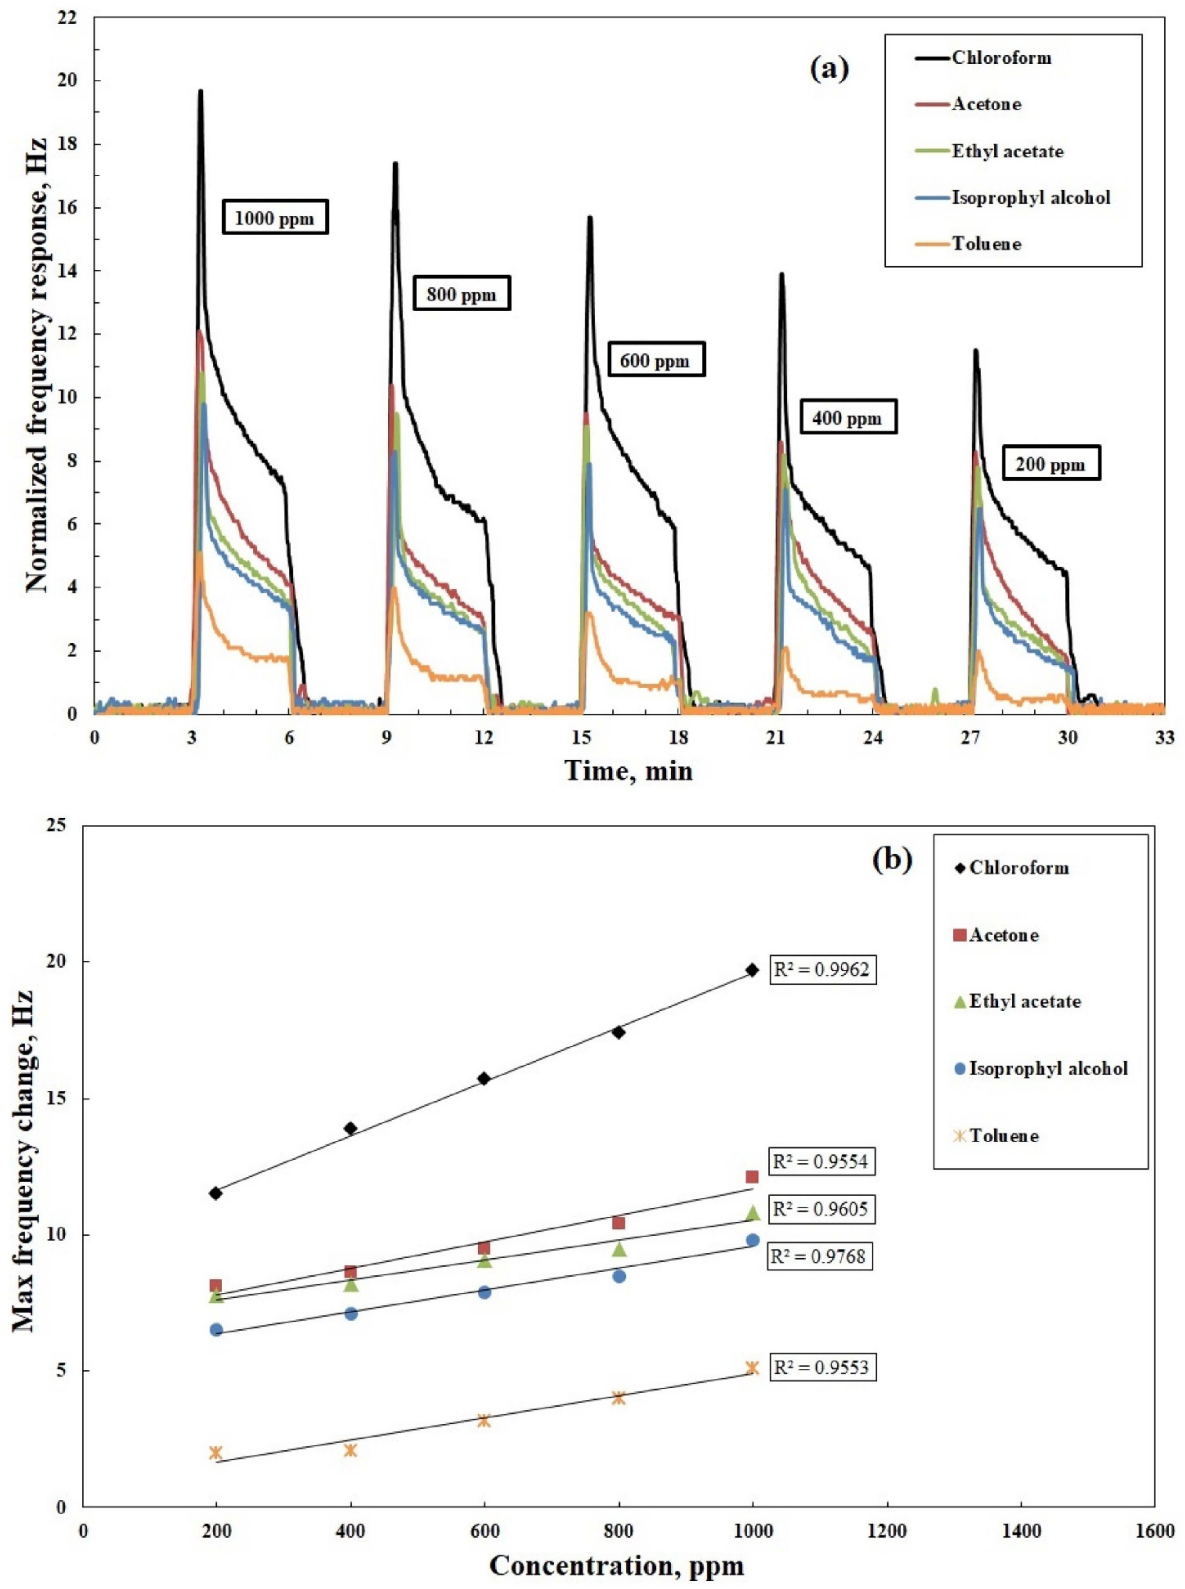 (a)
Chloroform
Acetone
Ethyl acetate
Isoprophyl alcohol
Toluene
1000 ppm
800 ppm
600 ppm
400 ppm
200 ppm
Normalized frequency response, Hz
22
20
18
16
14
12
10
8
6
4
2
0
0 3 6 9 12 15 18 21 24 27 30 33
Time, min
(b)
Chloroform
Acetone
Ethyl acetate
Isoprophyl alcohol
Toluene
R² = 0.9962
R² = 0.9554
R² = 0.9605
R² = 0.9768
R² = 0.9553
Max frequency change, Hz
25
20
15
10
5
0
0 200 400 600 800 1000 1200 1400 1600
Concentration, ppm